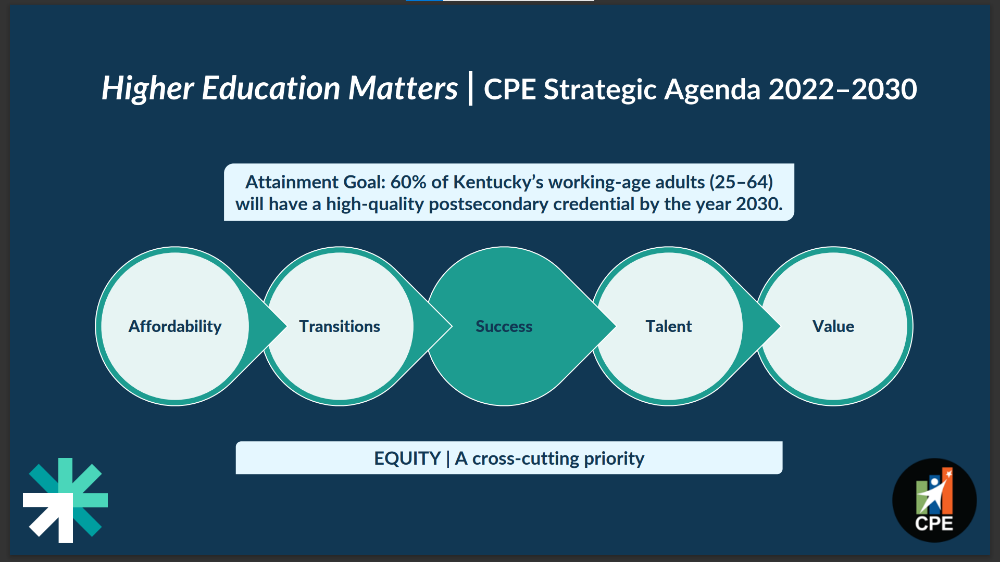 Higher Education Matters | CPE Strategic Agenda 2022–2030
Attainment Goal: 60% of Kentucky’s working-age adults (25–64)
will have a high-quality postsecondary credential by the year 2030.
Affordability
Transitions
Success
Talent
Value
EQUITY | A cross-cutting priority
CPE